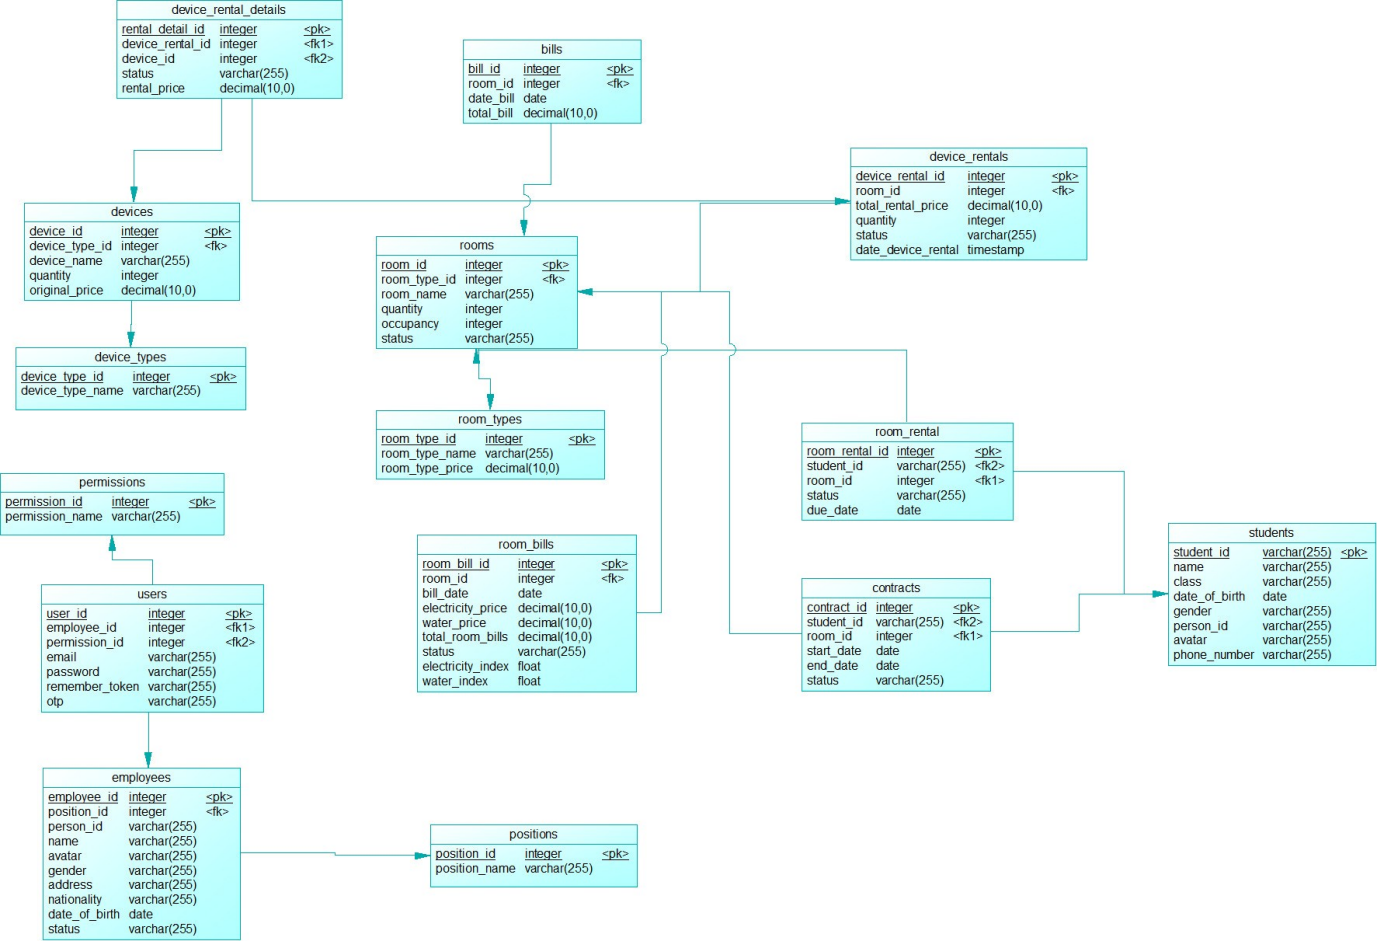 device_rental_details
rental_detail_id integer <pk>
device_rental_id integer <fk1>
device_id integer <fk2>
status varchar(255)
rental_price decimal(10,0)
bills
bill_id integer <pk>
room_id integer <fk>
date_bill date
total_bill decimal(10,0)
device_rentals
device_rental_id integer <pk>
room_id integer <fk>
total_rental_price decimal(10,0)
quantity integer
status varchar(255)
date_device_rental timestamp
devices
device_id integer <pk>
device_type_id integer <fk>
device_name varchar(255)
quantity integer
original_price decimal(10,0)
rooms
room_id integer <pk>
room_type_id integer <fk>
room_name varchar(255)
quantity integer
occupancy integer
status varchar(255)
device_types
device_type_id integer <pk>
device_type_name varchar(255)
room_types
room_type_id integer <pk>
room_type_name varchar(255)
room_type_price decimal(10,0)
room_rental
room_rental_id integer <pk>
student_id varchar(255) <fk2>
room_id integer <fk1>
status varchar(255)
due_date date
permissions
permission_id integer <pk>
permission_name varchar(255)
students
student_id varchar(255) <pk>
name varchar(255)
class varchar(255)
date_of_birth date
gender varchar(255)
person_id varchar(255)
avatar varchar(255)
phone_number varchar(255)
room_bills
room_bill_id integer <pk>
room_id integer <fk>
bill_date date
electricity_price decimal(10,0)
water_price decimal(10,0)
total_room_bills decimal(10,0)
status varchar(255)
electricity_index float
water_index float
contracts
contract_id integer <pk>
student_id varchar(255) <fk2>
room_id integer <fk1>
start_date date
end_date date
status varchar(255)
users
user_id integer <pk>
employee_id integer <fk1>
permission_id integer <fk2>
email varchar(255)
password varchar(255)
remember_token varchar(255)
otp varchar(255)
employees
employee_id integer <pk>
position_id integer <fk>
person_id varchar(255)
name varchar(255)
avatar varchar(255)
gender varchar(255)
address varchar(255)
nationality varchar(255)
date_of_birth date
status varchar(255)
positions
position_id integer <pk>
position_name varchar(255)